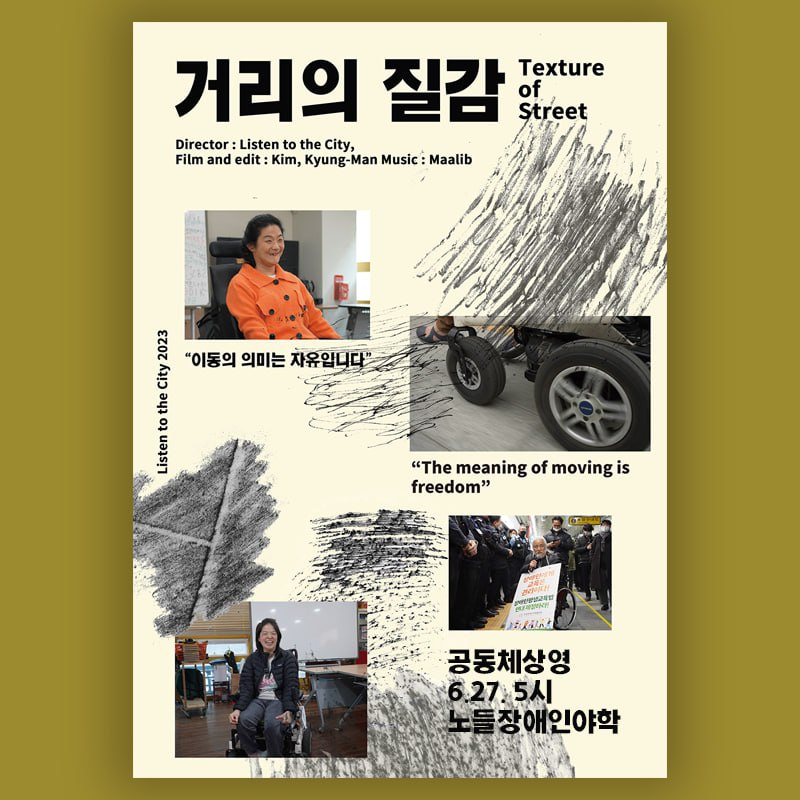 거리의 질감
Texture
of
Street
Director : Listen to the City,
Film and edit : Kim, Kyung-Man Music : Maalib
“이동의 의미는 자유입니다”
Listen to the City 2023
“The meaning of moving is
freedom”
공동체상영
6.27. 5시
노들장애인야학